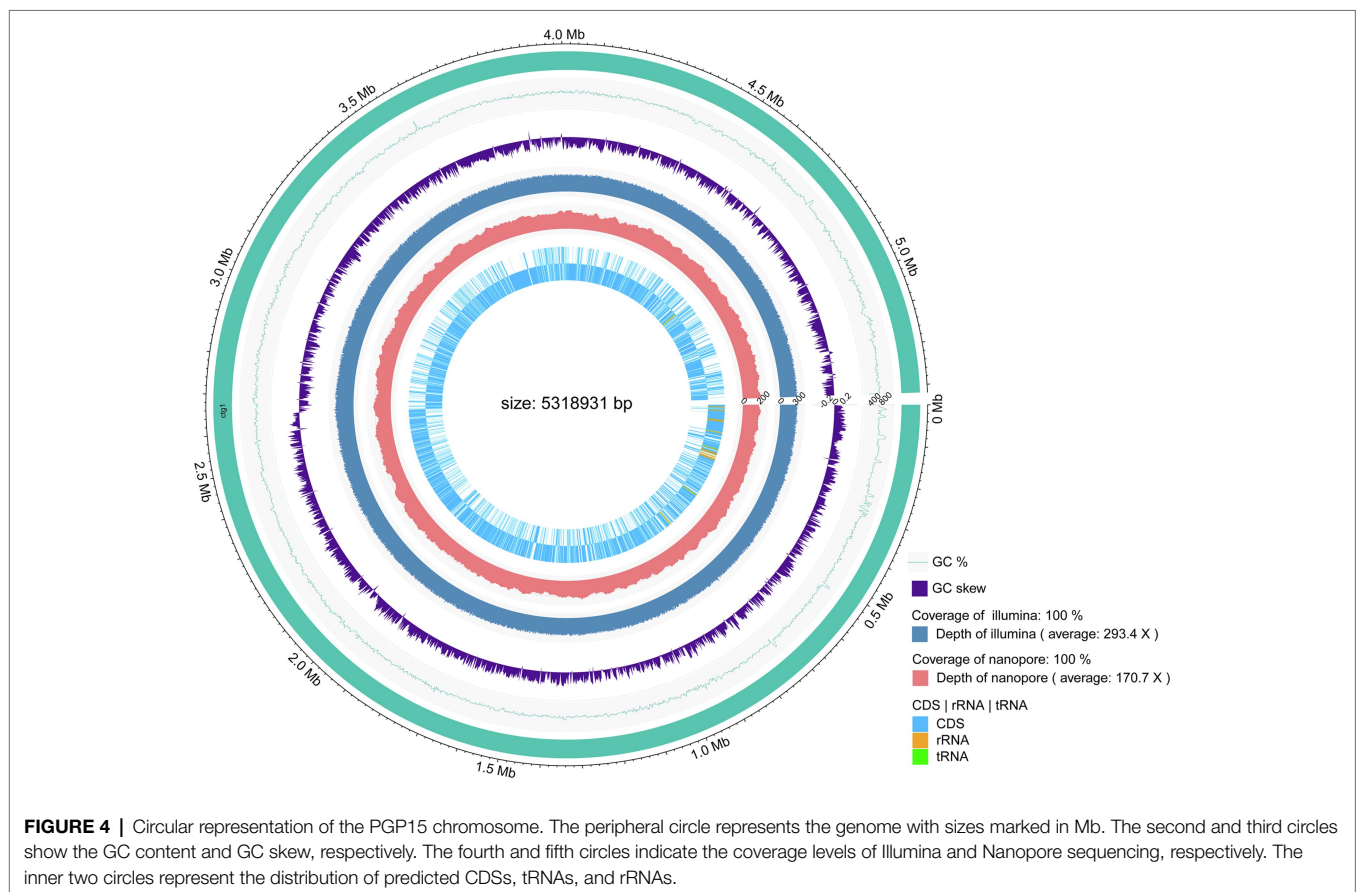 4.0 Mb
3.5 Mb
4.5 Mb
3.0 Mb
5.0 Mb
size: 5318931 bp
ctg1
0 200 0 300 -0.2 0 0.2 400 800
0 Mb
2.5 Mb
0.5 Mb
2.0 Mb
1.0 Mb
1.5 Mb
GC %
GC skew
Coverage of illumina: 100 %
Depth of illumina ( average: 293.4 X )
Coverage of nanopore: 100 %
Depth of nanopore ( average: 170.7 X )
CDS | rRNA | tRNA
CDS
rRNA
tRNA
FIGURE 4 | Circular representation of the PGP15 chromosome. The peripheral circle represents the genome with sizes marked in Mb. The second and third circles
show the GC content and GC skew, respectively. The fourth and fifth circles indicate the coverage levels of Illumina and Nanopore sequencing, respectively. The
inner two circles represent the distribution of predicted CDSs, tRNAs, and rRNAs.